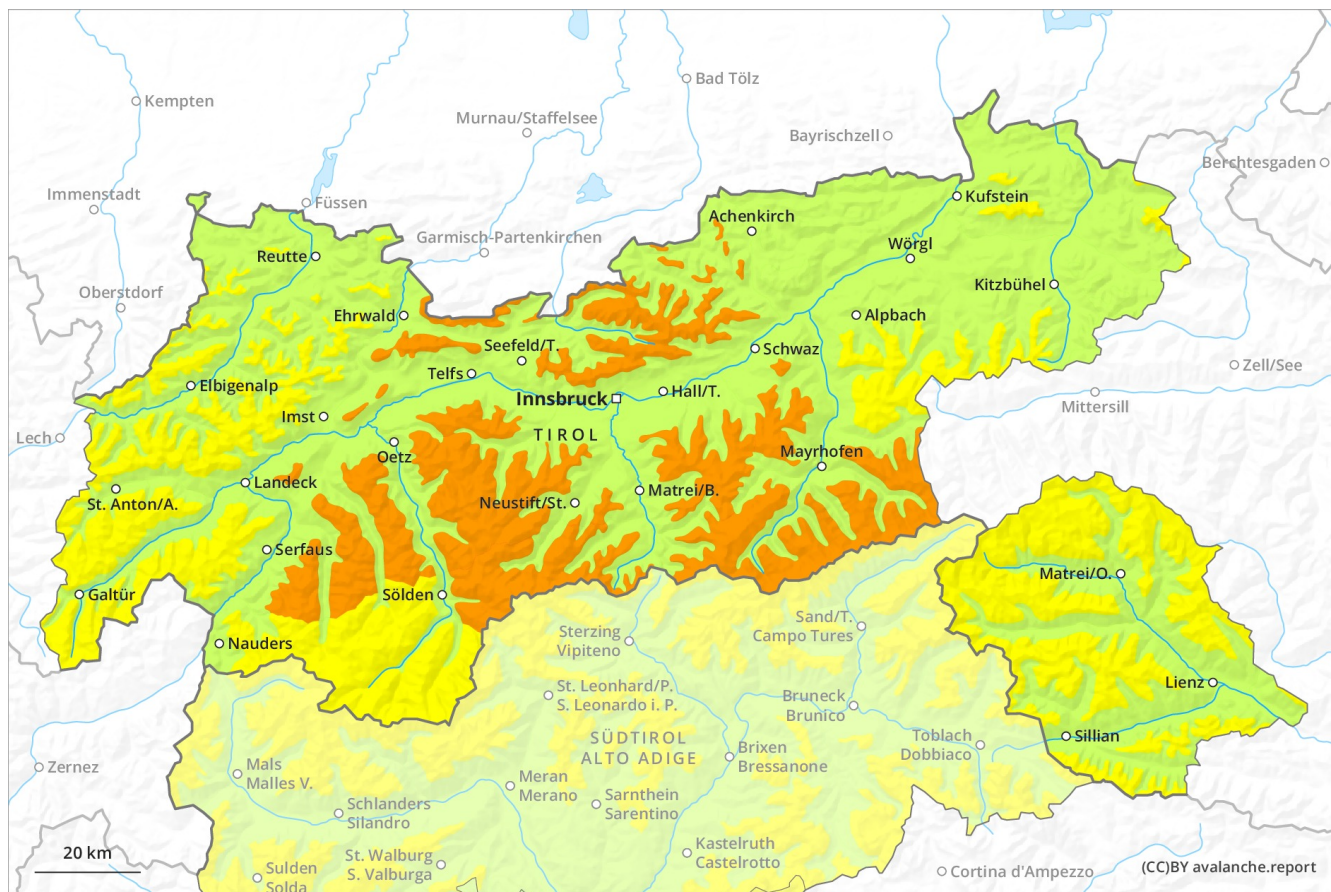 Bad Tölz
Kempten
Murnau/Staffelsee
Bayrischzell
Berchtesgaden
Immenstadt
Füssen
Kufstein
Achenkirch
Garmisch-Partenkirchen
Wörgl
Reutte
Kitzbühel
Oberstdorf
Ehrwald
Alpbach
Seefeld/T.
Schwaz
Zell/See
Telfs
Elbigenalp
Hall/T.
Innsbruck
Mittersill
Imst
Lech
TIROL
Oetz
Mayrhofen
Landeck
Matrei/B.
St. Anton/A.
Neustift/St.
Serfaus
Matrei/O.
Galtür
Sölden
Sand/T.
Campo Tures
Sterzing
Vipiteno
Nauders
Lienz
St. Leonhard/P.
S. Leonardo i. P.
Bruneck
Brunico
Sillian
SÜDTIROL
ALTO ADIGE
Toblach
Dobbiaco
Brixen
Bressanone
Zernez
Mals
Malles V.
Meran
Merano
Sarnthein
Sarentino
Schlanders
Silandro
Kastelruth
Castelrotto
20 km
St. Walburg
S. Valburga
Sulden
Solda
Cortina d'Ampezzo
(CC)BY avalanche.report